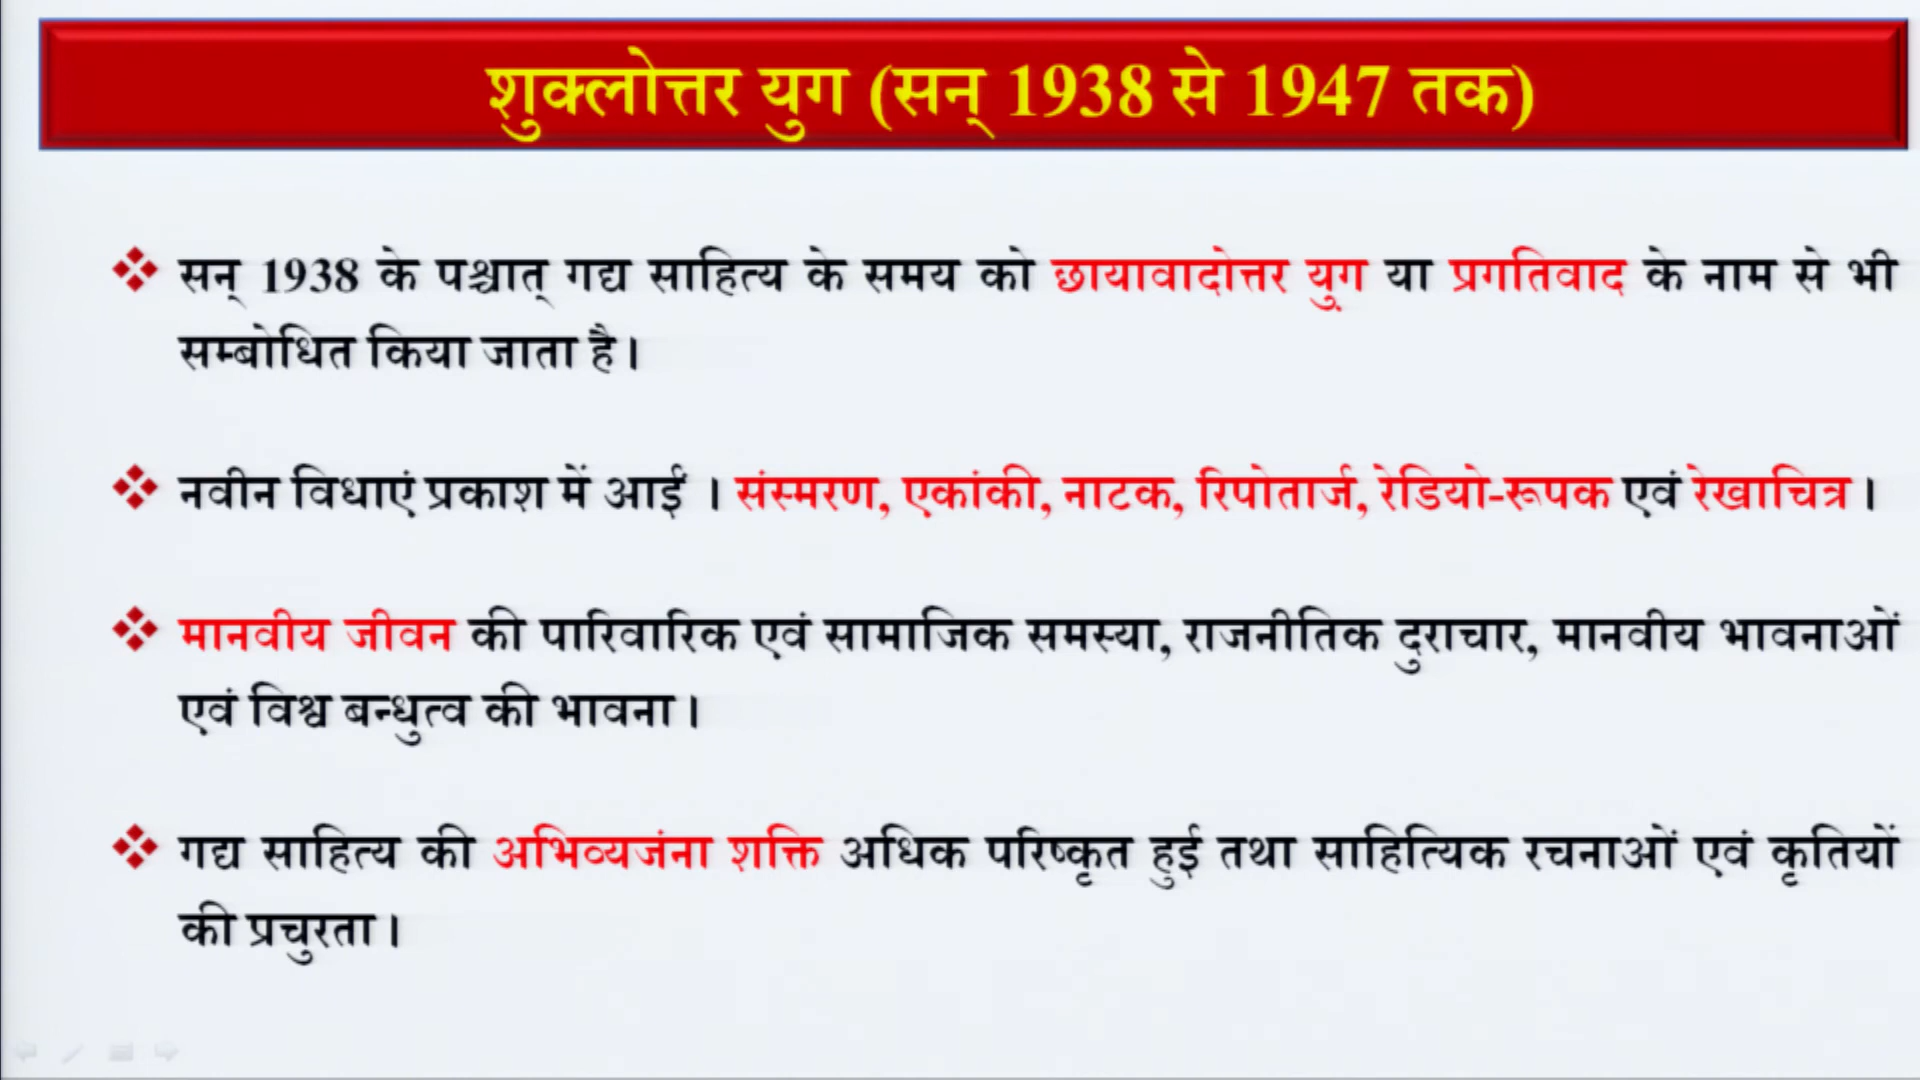 शुक्लोत्तर युग (सन् 1938 से 1947 तक)
सन् 1938 के पश्चात् गद्य साहित्य के समय को छायावादोत्तर युग या प्रगतिवाद के नाम से भी
सम्बोधित किया जाता है।
नवीन विधाएं प्रकाश में आईं । संस्मरण, एकांकी, नाटक, रिपोतार्ज, रेडियो-रूपक एवं रेखाचित्र ।
मानवीय जीवन की पारिवारिक एवं सामाजिक समस्या, राजनीतिक दुराचार, मानवीय भावनाओं
एवं विश्व बन्धुत्व की भावना।
गद्य साहित्य की अभिव्यजंना शक्ति अधिक परिष्कृत हुई तथा साहित्यिक रचनाओं एवं कृतियों
की प्रचुरता।